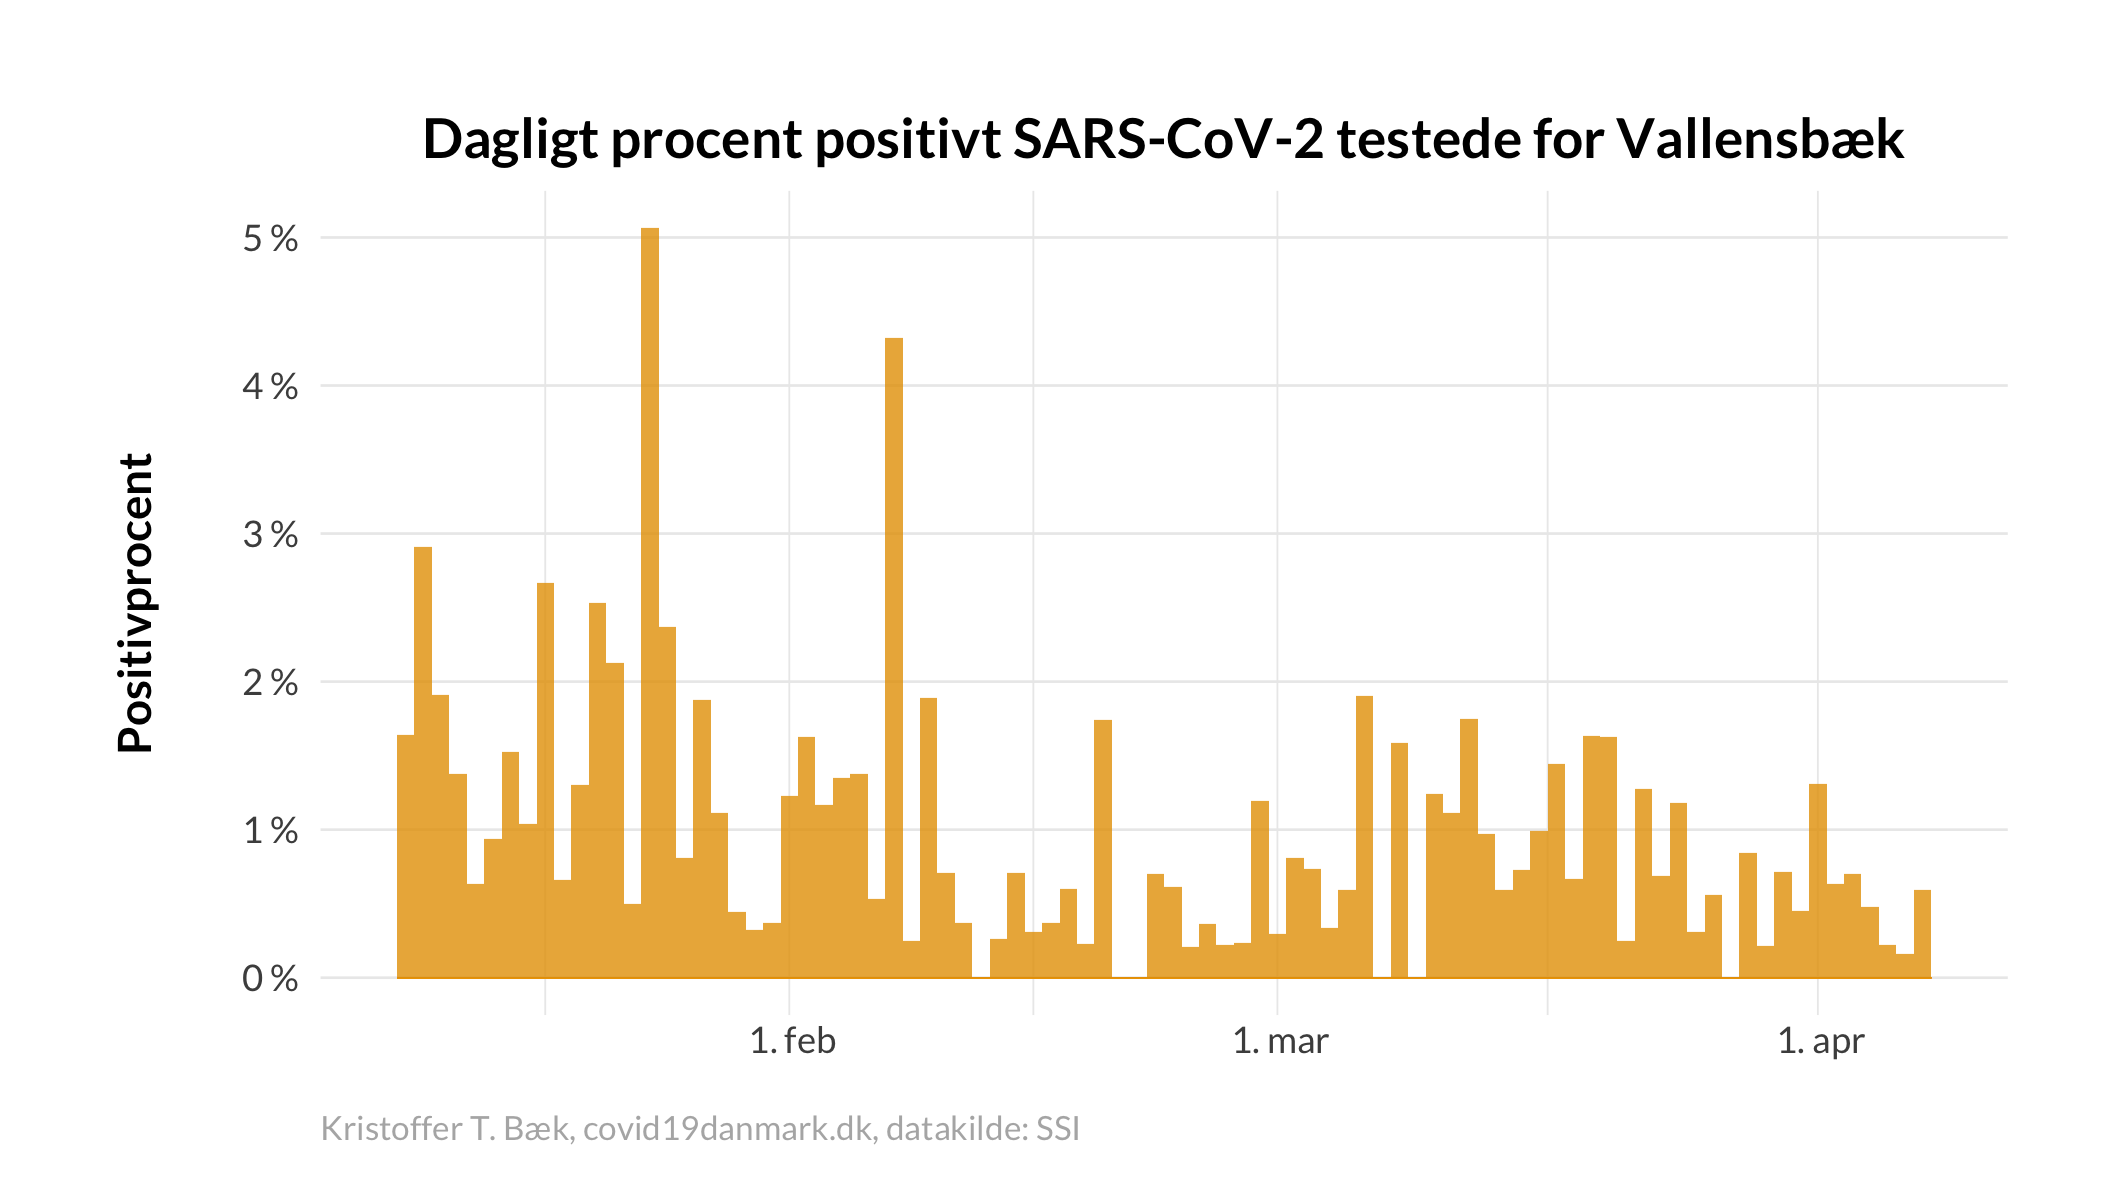 Dagligt procent positivt SARS-CoV-2 testede for Vallensbæk
Positivprocent
5 %
4 %
3 %
2 %
1 %
0 %
1. feb
1. mar
1. apr
Kristoffer T. Bæk, covid19danmark.dk, datakilde: SSI